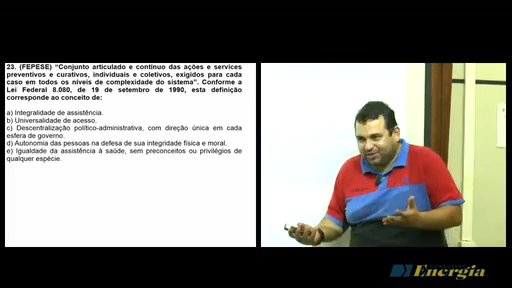 23. (FEPESE) “Conjunto articulado e continuo das ações e services
preventivos e curativos, individuais e coletivos, exigidos para cada
caso em todos os níveis de complexidade do sistema”. Conforme a
Lei Federal 8.080, de 19 de setembro de 1990, esta definição
corresponde ao conceito de:
a) Integralidade de assistência.
b) Universalidade de acesso.
c) Descentralização político-administrativa, com direção única em cada
esfera de governo.
d) Autonomia das pessoas na defesa de sua integridade física e moral.
e) Igualdade da assistência à saúde, sem preconceitos ou privilégios de
qualquer espécie.
Energia